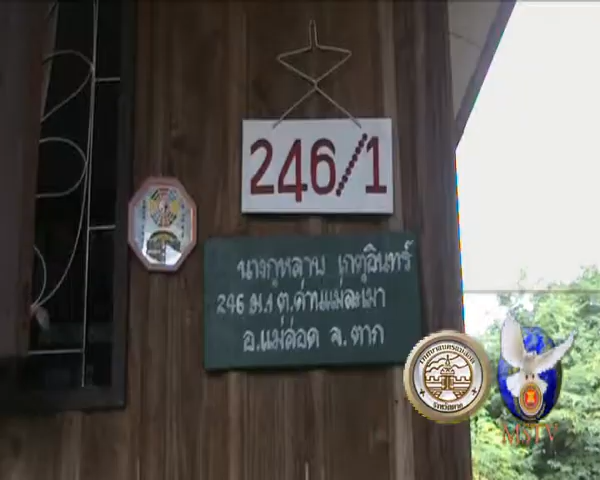 246/1
นางกุหลาบ เกตุอินทร์
246 ม.1 ต.ด่านแม่ละเมา
อ.แม่สอด จ.ตาก
MSTV